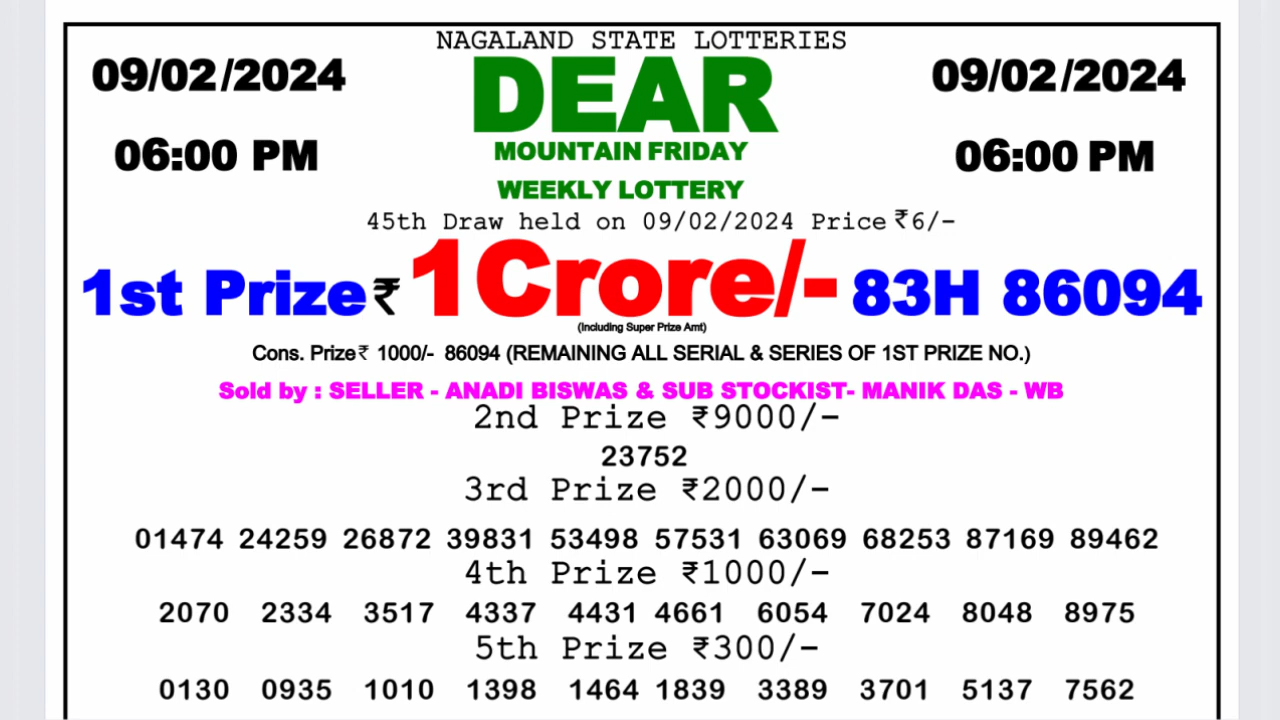 NAGALAND STATE LOTTERIES
09/02/2024 DEAR 09/02/2024
06:00 PM MOUNTAIN FRIDAY 06:00 PM
WEEKLY LOTTERY
45th Draw held on 09/02/2024 Price ₹6/-
1st Prize ₹ 1Crore/- 83H 86094
(Including Super Prize Amt)
Cons. Prize ₹ 1000/- 86094 (REMAINING ALL SERIAL & SERIES OF 1ST PRIZE NO.)
Sold by : SELLER - ANADI BISWAS & SUB STOCKIST- MANIK DAS - WB
2nd Prize ₹9000/-
23752
3rd Prize ₹2000/-
01474 24259 26872 39831 53498 57531 63069 68253 87169 89462
4th Prize ₹1000/-
2070 2334 3517 4337 4431 4661 6054 7024 8048 8975
5th Prize ₹300/-
0130 0935 1010 1398 1464 1839 3389 3701 5137 7562